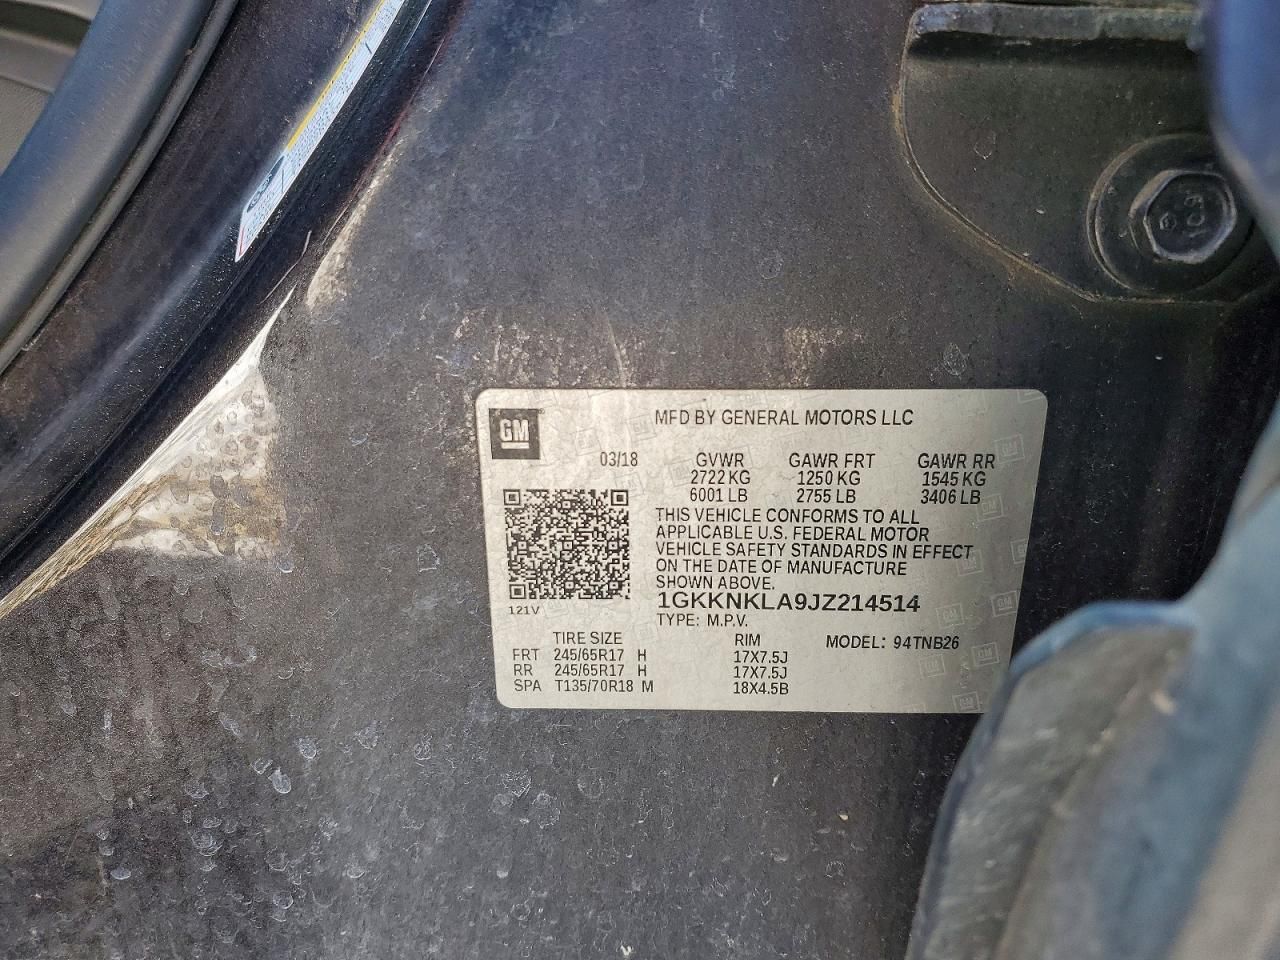 GM
MFD BY GENERAL MOTORS LLC
03/18 GVWR GAWR FRT GAWR RR
2722 KG 1250 KG 1545 KG
6001 LB 2755 LB 3406 LB
THIS VEHICLE CONFORMS TO ALL
APPLICABLE U.S. FEDERAL MOTOR
VEHICLE SAFETY STANDARDS IN EFFECT
ON THE DATE OF MANUFACTURE
SHOWN ABOVE.
121V
1GKKNKLA9JZ214514
TYPE: M.P.V.
TIRE SIZE RIM MODEL: 94TNB26
FRT 245/65R17 H 17X7.5J
RR 245/65R17 H 17X7.5J
SPA T135/70R18 M 18X4.5B